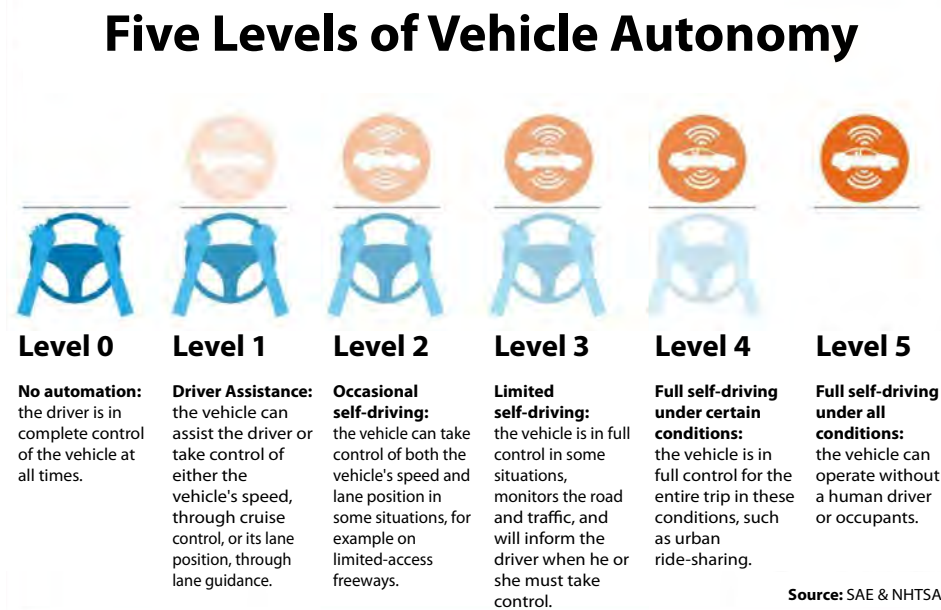 Five Levels of Vehicle Autonomy
Level 0
No automation:
the driver is in
complete control
of the vehicle at
all times.
Level 1
Driver Assistance:
the vehicle can
assist the driver or
take control of
either the
vehicle's speed,
through cruise
control, or its lane
position, through
lane guidance.
Level 2
Occasional
self-driving:
the vehicle can take
control of both the
vehicle's speed and
lane position in
some situations, for
example on
limited-access
freeways.
Level 3
Limited
self-driving:
the vehicle is in full
control in some
situations,
monitors the road
and traffic, and
will inform the
driver when he or
she must take
control.
Level 4
Full self-driving
under certain
conditions:
the vehicle is in
full control for the
entire trip in these
conditions, such
as urban
ride-sharing.
Level 5
Full self-driving
under all
conditions:
the vehicle can
operate without
a human driver
or occupants.
Source: SAE & NHTSA